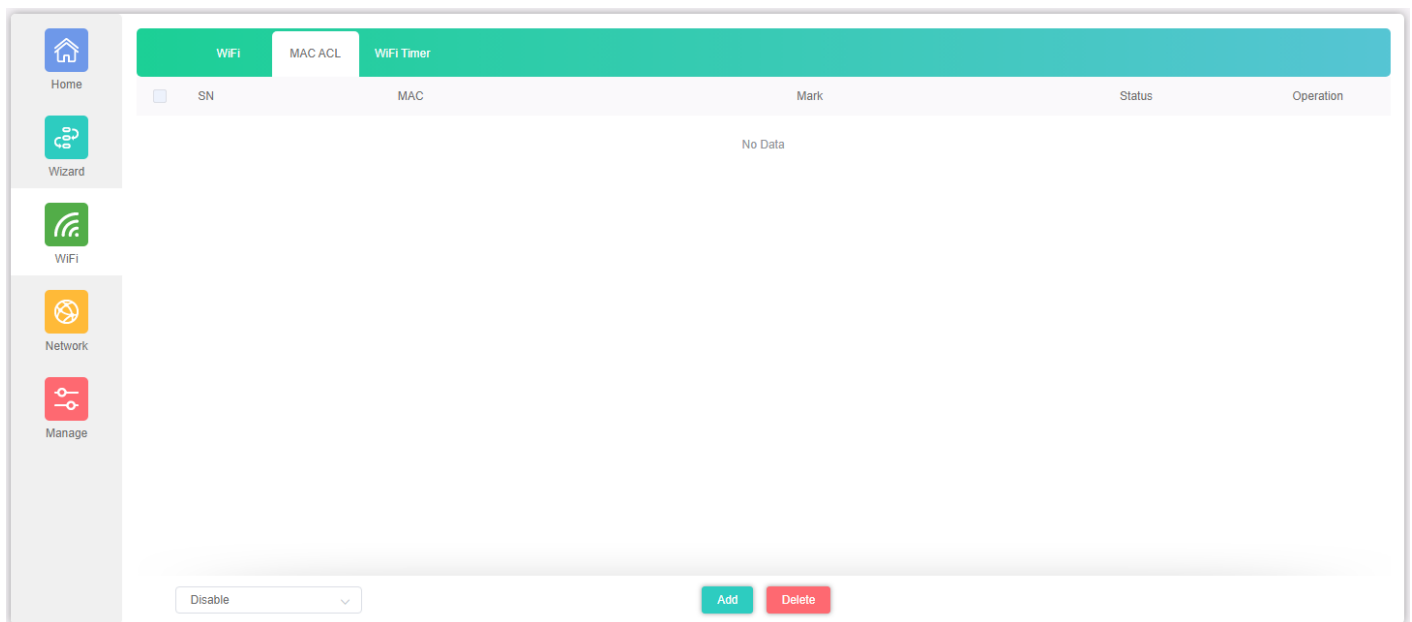 Home
Wizard
WiFi
Network
Manage
WiFi MAC ACL WiFi Timer
SN MAC Mark Status Operation
No Data
Disable Add Delete